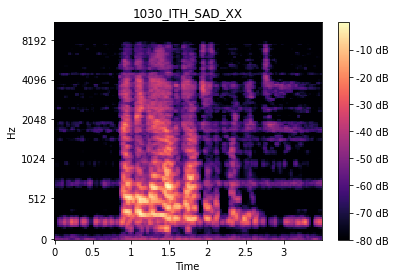 1030_ITH_SAD_XX
8192
4096
2048
1024
512
0
Hz
0 0.5 1 1.5 2 2.5 3
Time
-10 dB
-20 dB
-30 dB
-40 dB
-50 dB
-60 dB
-70 dB
-80 dB